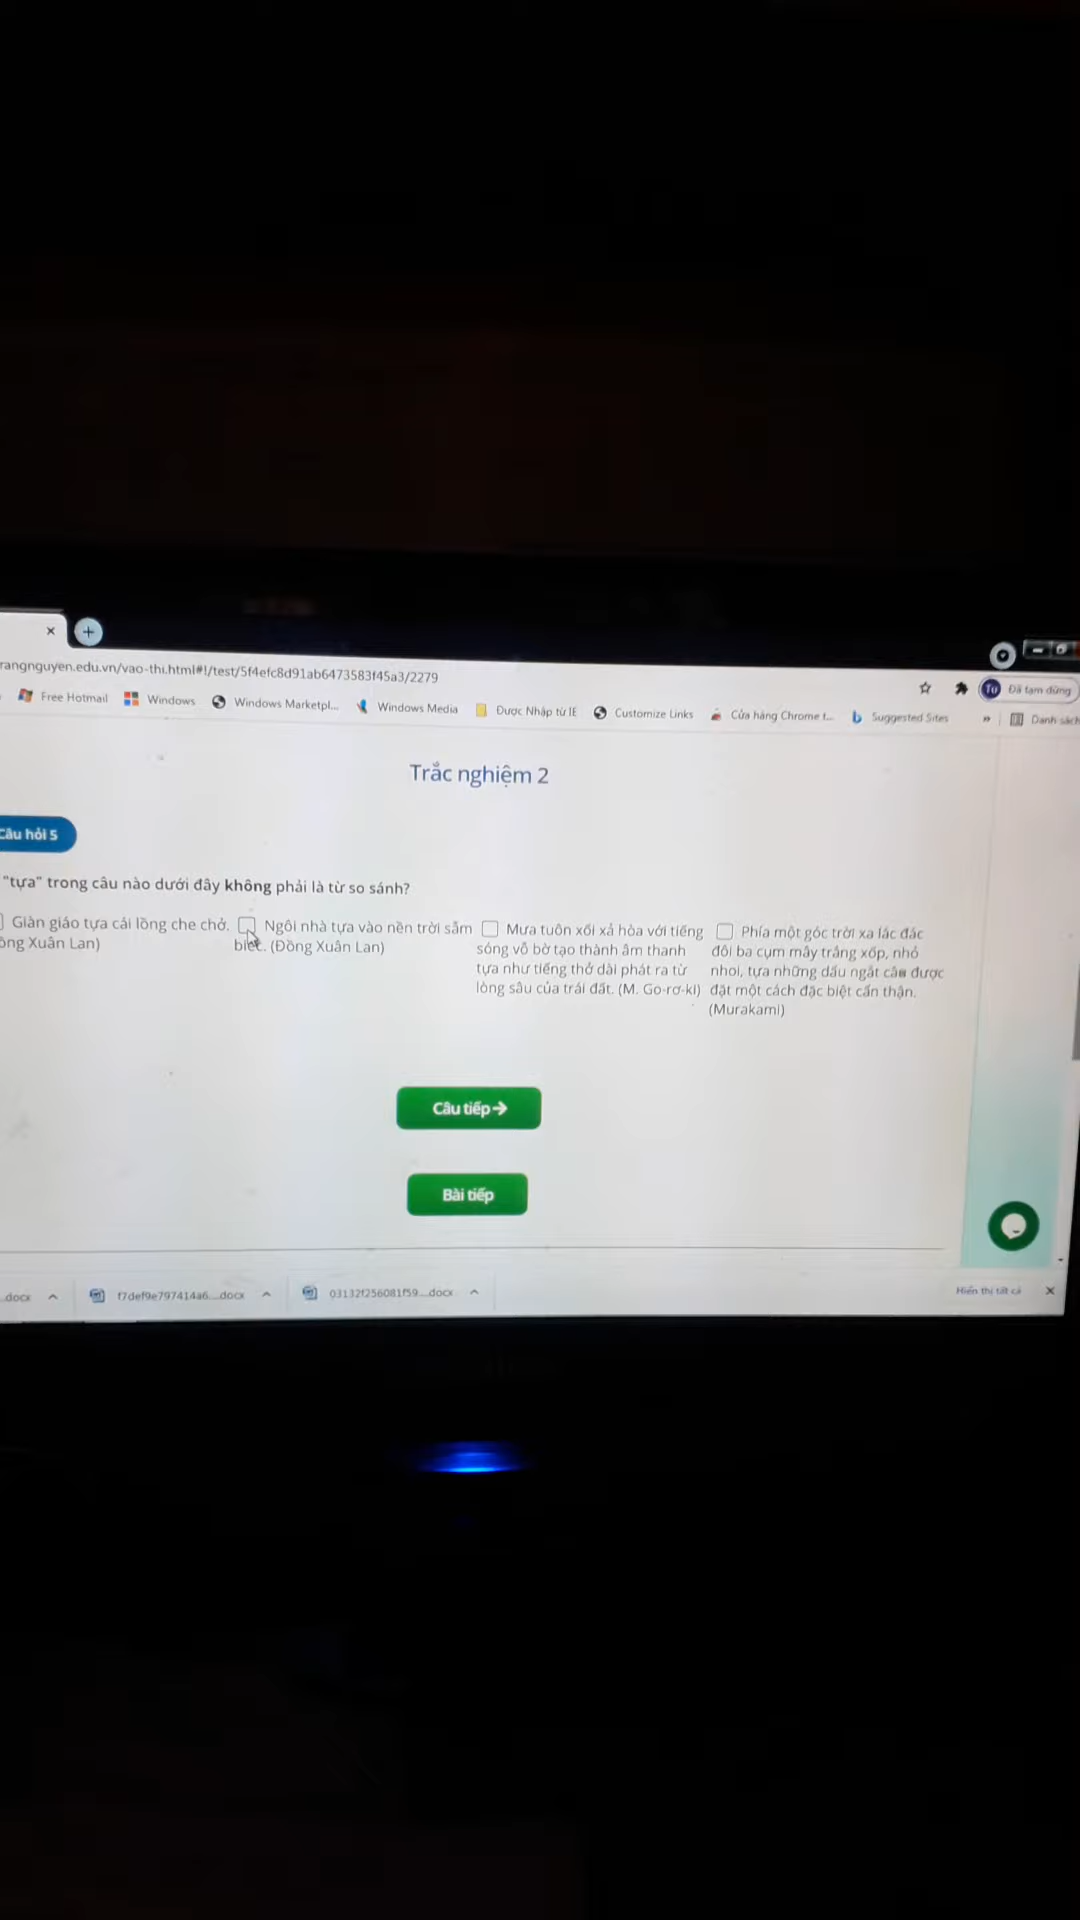 rangnguyen.edu.vn/vao-thi.html#!/test/5f4efc8d91ab6473583f45a3/2279
Tu Đã tạm dừng
Free Hotmail Windows Windows Marketpl... Windows Media Được Nhập từ IE Customize Links Cửa hàng Chrome t... Suggested Sites » Danh sách
Trắc nghiệm 2
Câu hỏi 5
"tựa" trong câu nào dưới đây không phải là từ so sánh?
Giàn giáo tựa cái lồng che chở.
ồng Xuân Lan)
Ngôi nhà tựa vào nền trời sẫm
biếc. (Đồng Xuân Lan)
Mưa tuôn xối xả hòa với tiếng
sóng vỗ bờ tạo thành âm thanh
tựa như tiếng thở dài phát ra từ
lòng sâu của trái đất. (M. Go-rơ-ki)
Phía một góc trời xa lác đác
đôi ba cụm mây trắng xốp, nhỏ
nhoi, tựa những dấu ngắt câu được
đặt một cách đặc biệt cẩn thận.
(Murakami)
Câu tiếp→
Bài tiếp
.docx f7def9e797414a6....docx 03132f256081f59....docx Hiển thị tất cả